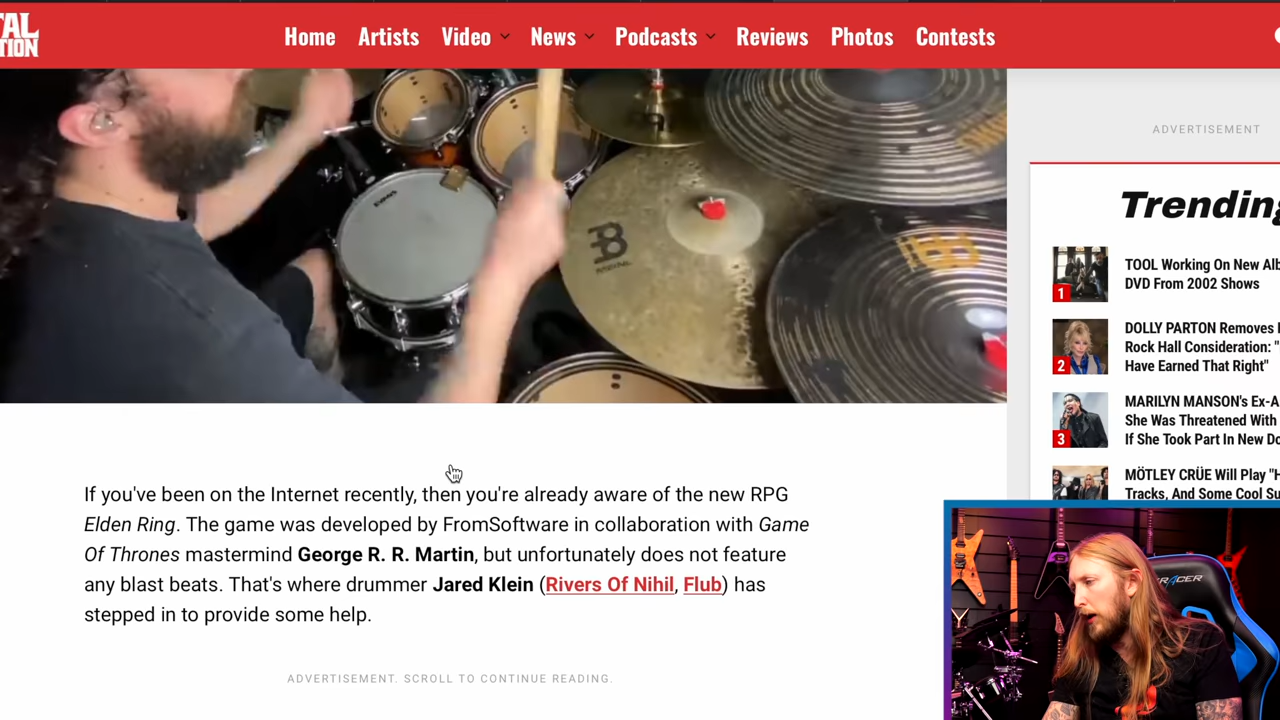 TAL
TION
Home Artists Video News Podcasts Reviews Photos Contests
EVANS
MEINL
ADVERTISEMENT
Trending
1
TOOL Working On New Alb
DVD From 2002 Shows
2
DOLLY PARTON Removes
Rock Hall Consideration: "
Have Earned That Right"
3
MARILYN MANSON's Ex-A
She Was Threatened With
If She Took Part In New Do
MÖTLEY CRÜE Will Play "H
Tracks, And Some Cool Su
If you've been on the Internet recently, then you're already aware of the new RPG
Elden Ring. The game was developed by FromSoftware in collaboration with Game
Of Thrones mastermind George R. R. Martin, but unfortunately does not feature
any blast beats. That's where drummer Jared Klein (Rivers Of Nihil, Flub) has
stepped in to provide some help.
ADVERTISEMENT. SCROLL TO CONTINUE READING.